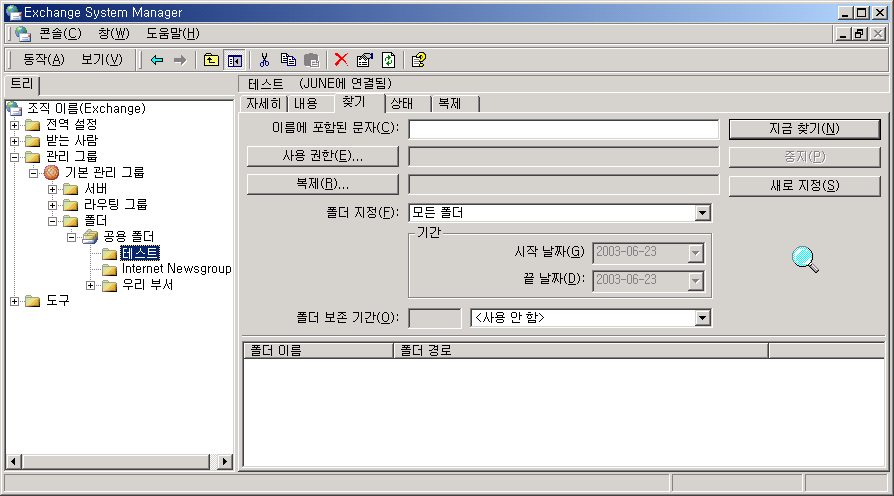 Exchange System Manager
콘솔(C) 창(W) 도움말(H)
동작(A) 보기(V)
트리
테스트 (JUNE에 연결됨)
조직 이름(Exchange)
전역 설정
받는 사람
관리 그룹
기본 관리 그룹
서버
라우팅 그룹
폴더
공용 폴더
테스트
Internet Newsgroup
우리 부서
도구
자세히 내용 찾기 상태 복제
이름에 포함된 문자(C):
지금 찾기(N)
사용 권한(E)...
중지(P)
복제(R)...
새로 지정(S)
폴더 지정(F): 모든 폴더
기간
시작 날짜(G) 2003-06-23
끝 날짜(D): 2003-06-23
폴더 보존 기간(O): <사용 안 함>
폴더 이름 폴더 경로